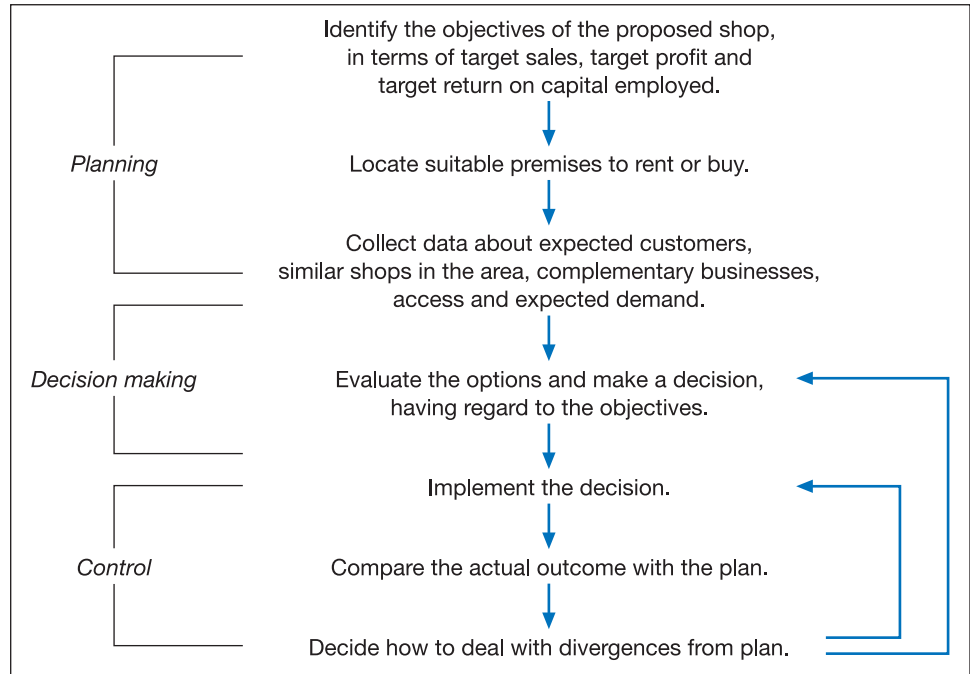 Identify the objectives of the proposed shop,
in terms of target sales, target profit and
target return on capital employed.
Planning
Locate suitable premises to rent or buy.
Collect data about expected customers,
similar shops in the area, complementary businesses,
access and expected demand.
Decision making
Evaluate the options and make a decision,
having regard to the objectives.
Implement the decision.
Control
Compare the actual outcome with the plan.
Decide how to deal with divergences from plan.